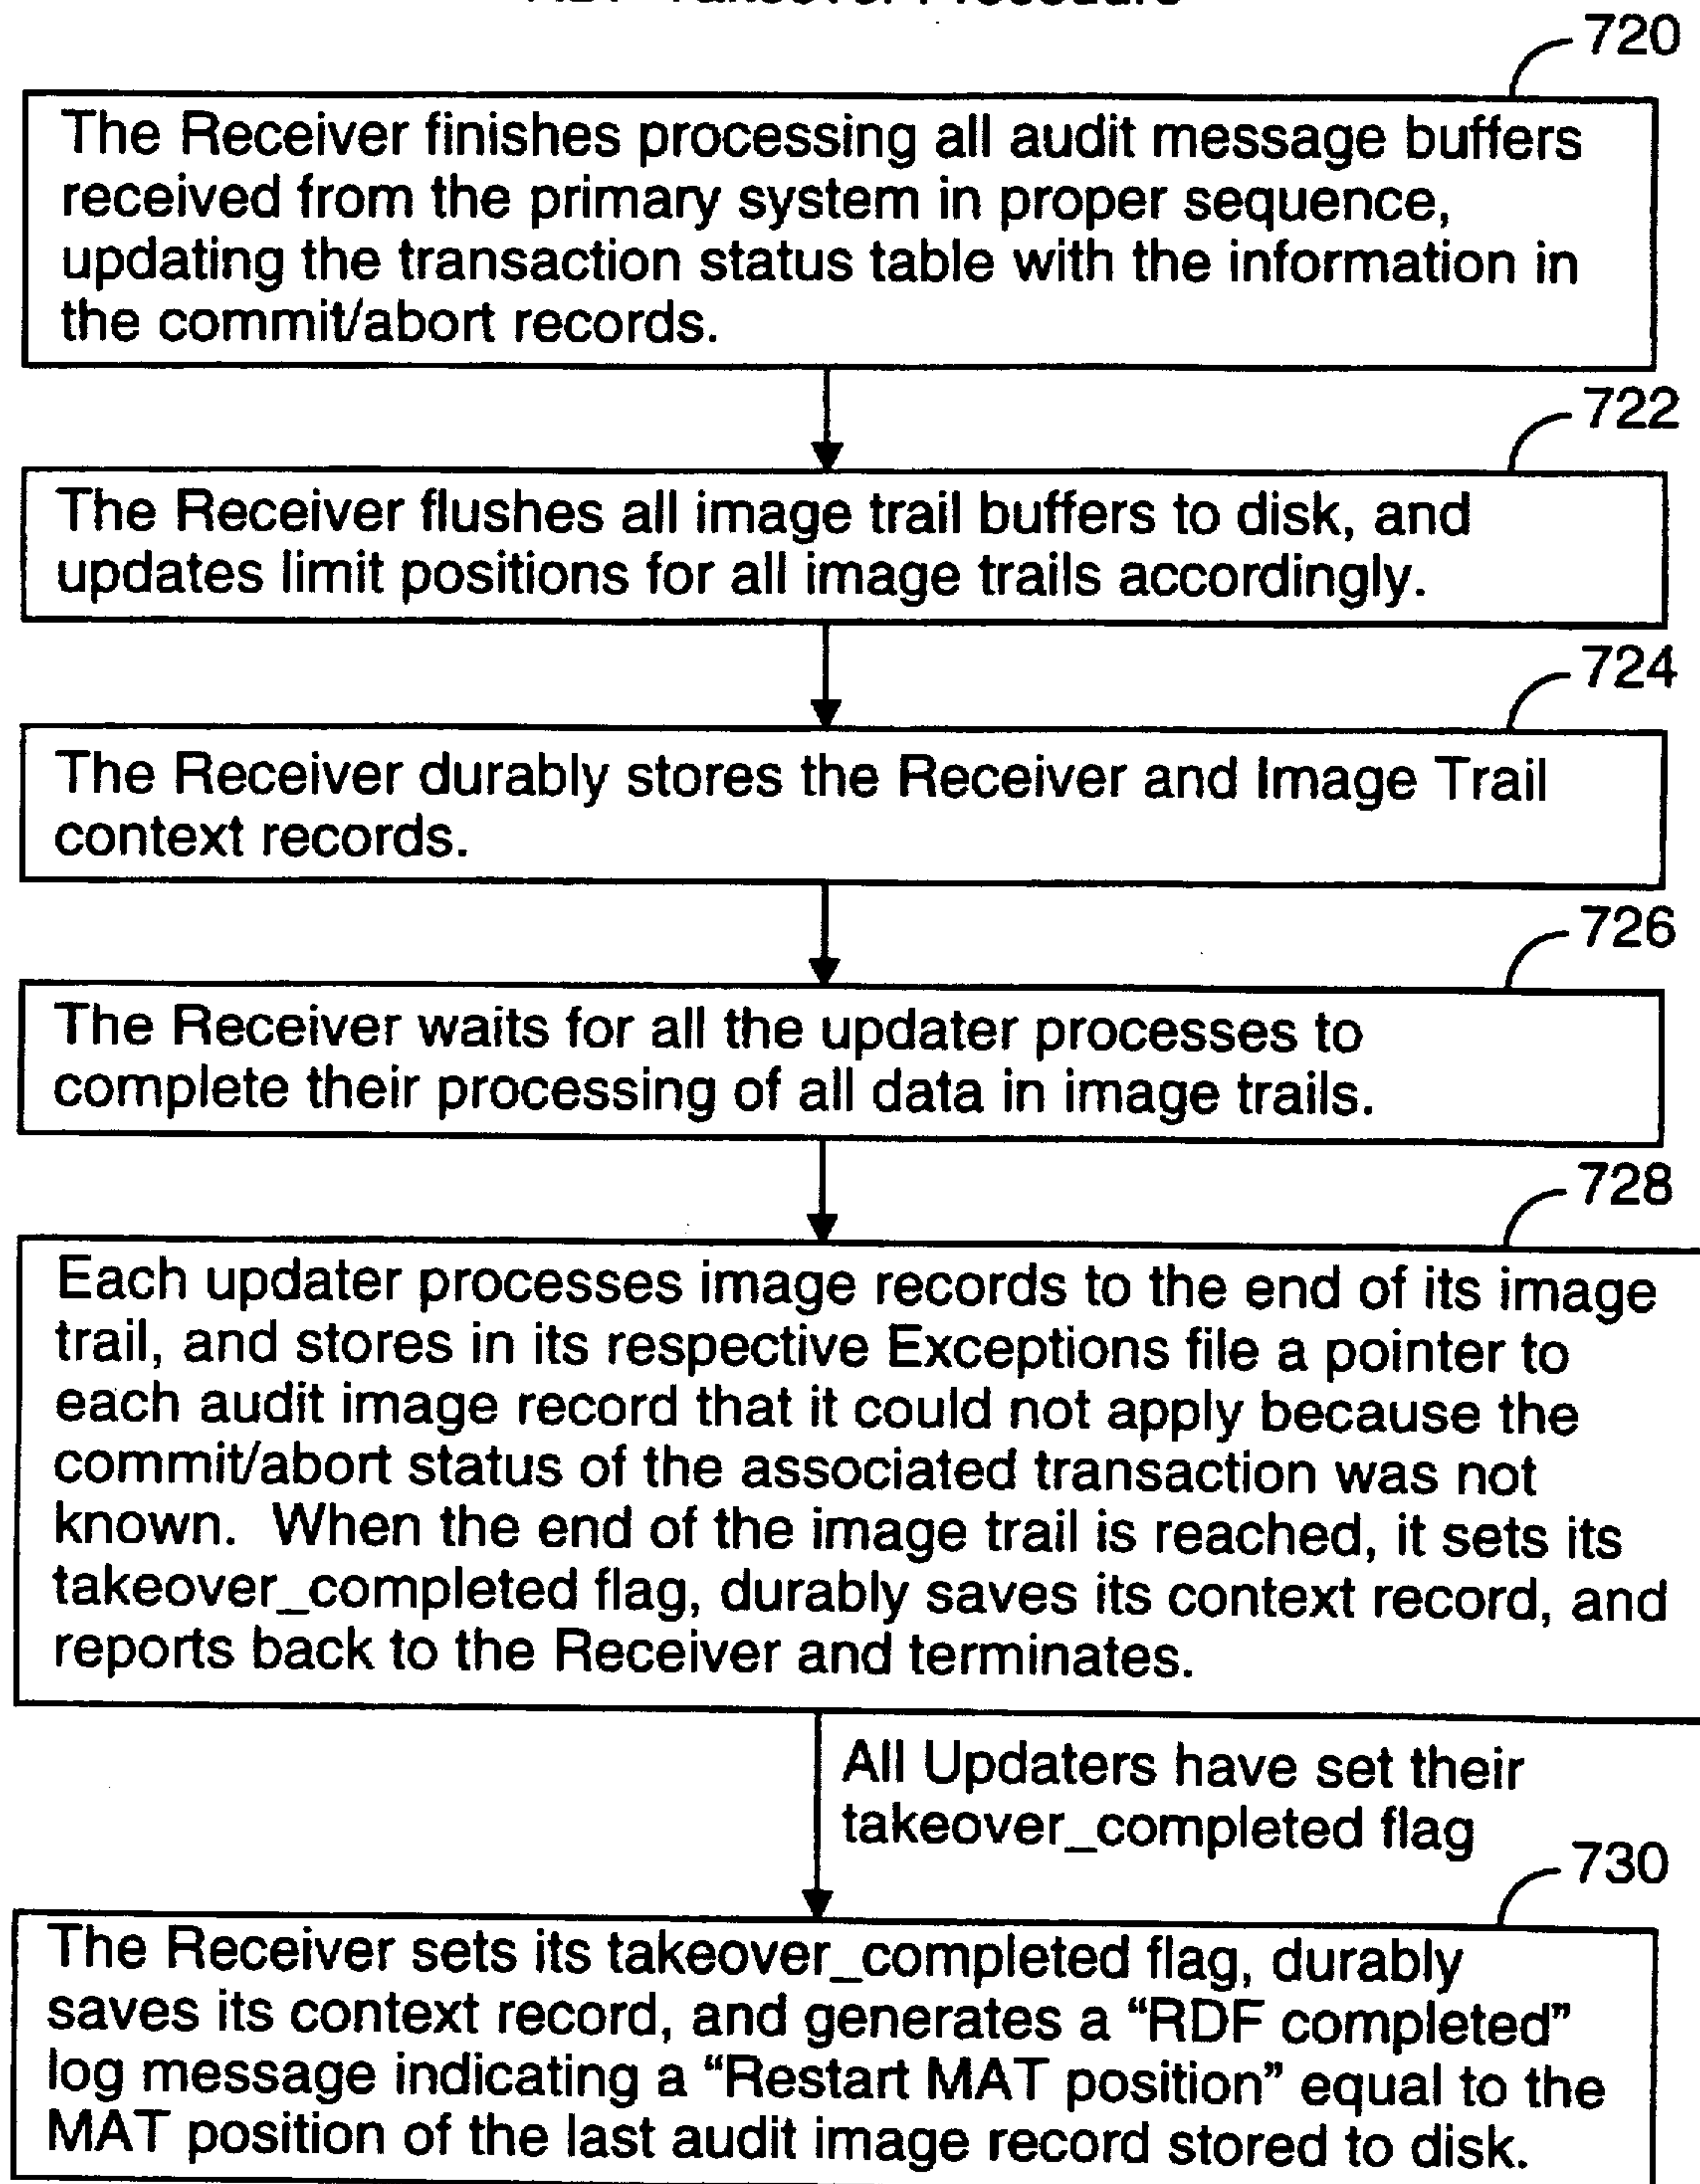 Takeover Procedure
720
The Receiver finishes processing all audit message buffers
received from the primary system in proper sequence,
updating the transaction status table with the information in
the commit/abort records.
722
The Receiver flushes all image trail buffers to disk, and
updates limit positions for all image trails accordingly.
724
The Receiver durably stores the Receiver and Image Trail
context records.
726
The Receiver waits for all the updater processes to
complete their processing of all data in image trails.
728
Each updater processes image records to the end of its image
trail, and stores in its respective Exceptions file a pointer to
each audit image record that it could not apply because the
commit/abort status of the associated transaction was not
known.  When the end of the image trail is reached, it sets its
takeover_completed flag, durably saves its context record, and
reports back to the Receiver and terminates.
All Updaters have set their
takeover_completed flag
730
The Receiver sets its takeover_completed flag, durably
saves its context record, and generates a “RDF completed”
log message indicating a “Restart MAT position” equal to the
MAT position of the last audit image record stored to disk.